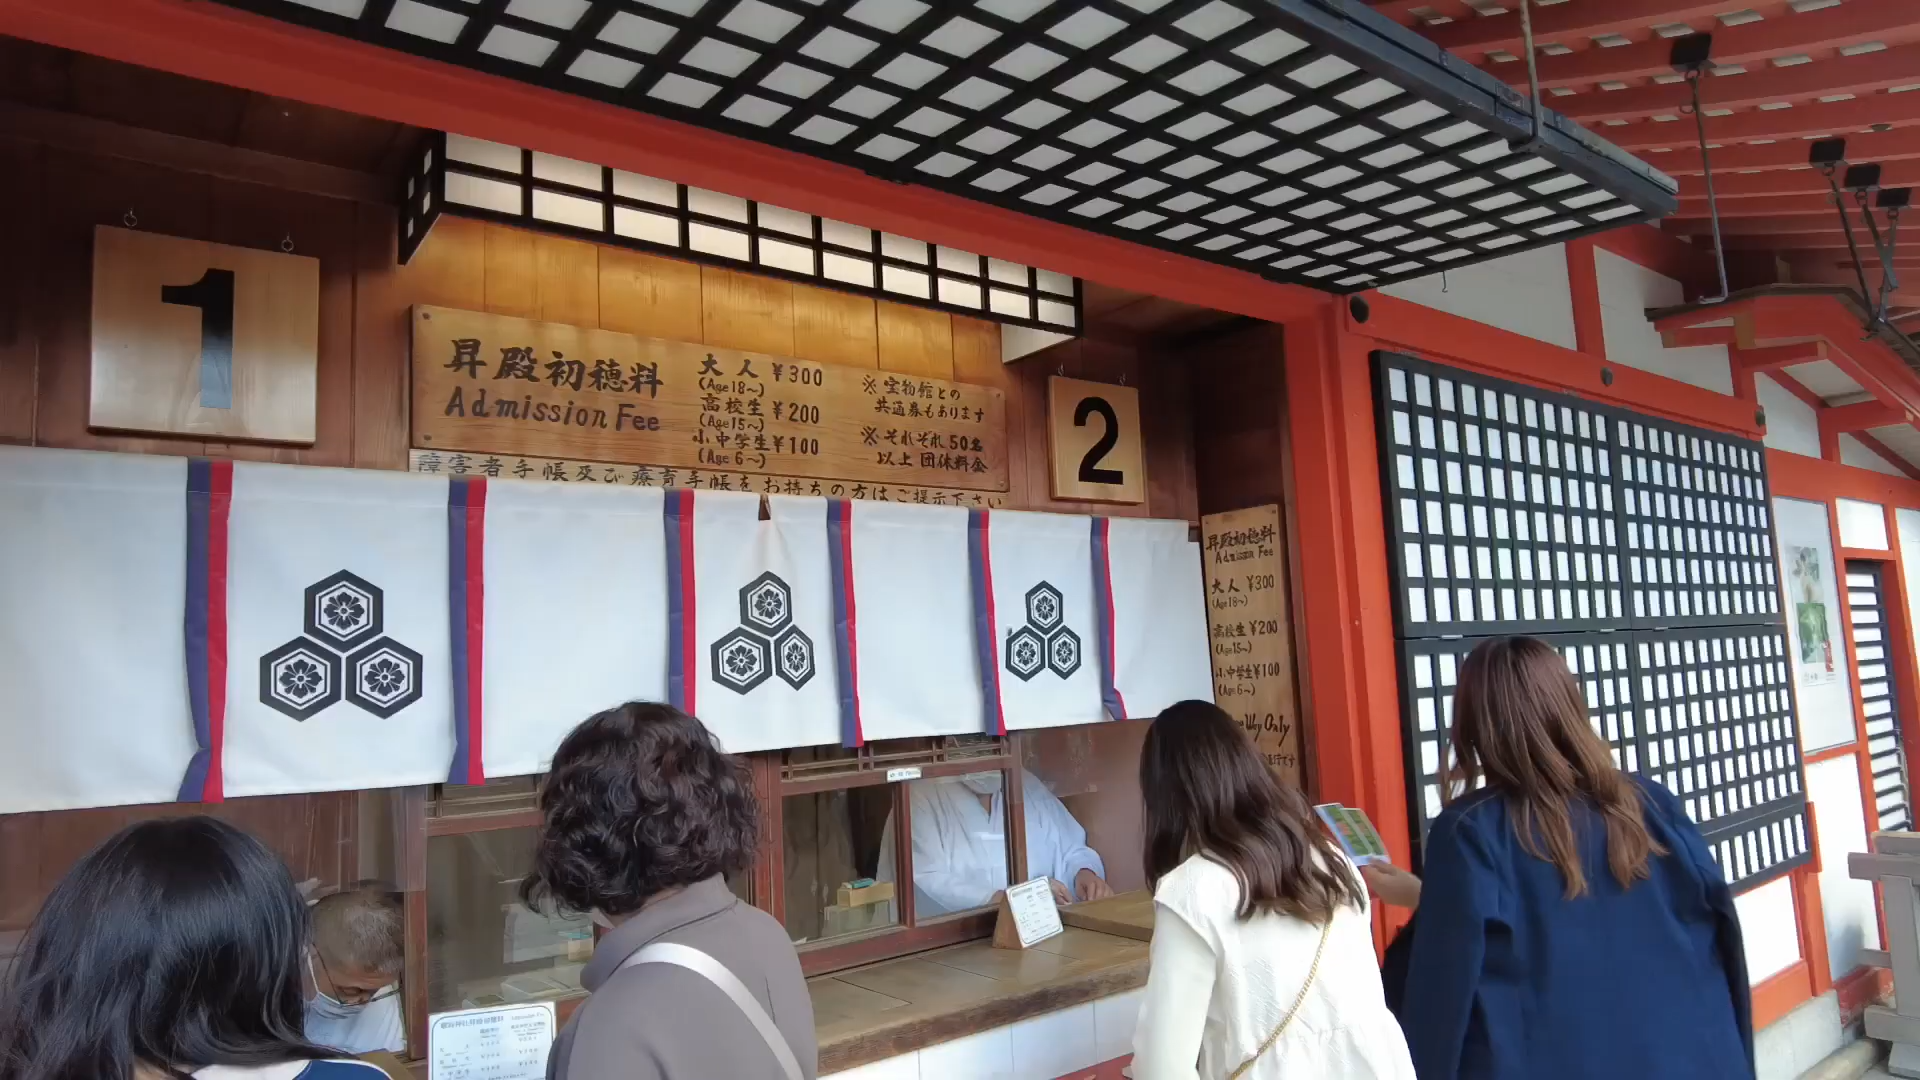 1
昇殿初穂料
Admission Fee
大人 ¥300
(Age18~)
高校生 ¥200
(Age15~)
小中学生 ¥100
(Age 6~)
※宝物館との
共通券もあります
※それぞれ50名
以上 団体料金
障害者手帳及び療育手帳をお持ちの方はご提示下さい
2
昇殿初穂料
Admission Fee
大人 ¥300
(Age18~)
高校生 ¥200
(Age15~)
小中学生 ¥100
(Age 6~)
Way Only